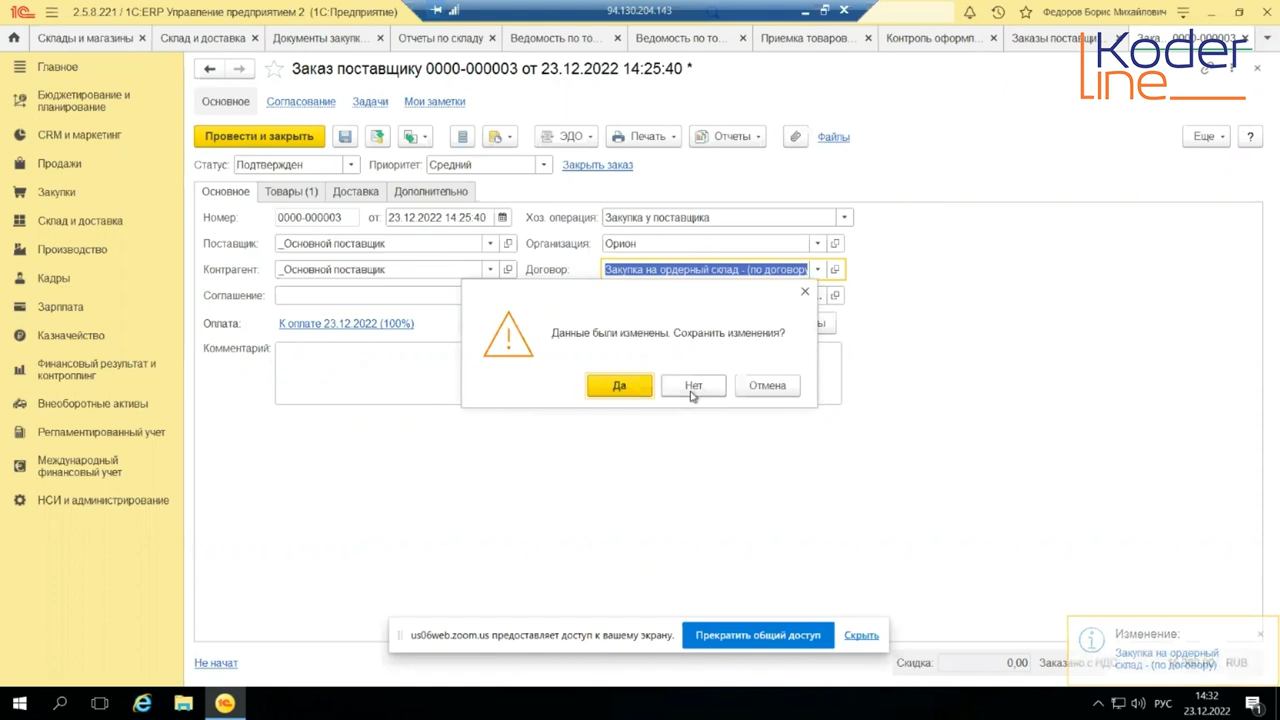 2.5.8.221 / 1C:ERP Управление предприятием 2 (1С:Предприятие)
94.130.204.143
Федоров Борис Михайлович
Склады и магазины
Склад и доставка
Документы закупк...
Отчеты по складу
Ведомость по то...
Ведомость по то...
Приемка товаров...
Контроль оформл...
Заказы поставщи
Зака
0000-000003
Koder
line
Заказ поставщику 0000-000003 от 23.12.2022 14:25:40 *
Основное
Согласование
Задачи
Мои заметки
Провести и закрыть
ЭДО
Печать
Отчеты
Файлы
Еще
?
Статус:
Подтвержден
Приоритет:
Средний
Закрыть заказ
Основное
Товары (1)
Доставка
Дополнительно
Номер:
0000-000003
от:
23.12.2022 14:25:40
Хоз. операция:
Закупка у поставщика
Поставщик:
_Основной поставщик
Организация:
Орион
Контрагент:
_Основной поставщик
Договор:
Закупка на ордерный склад - (по договору
Соглашение:
Оплата:
К оплате 23.12.2022 (100%)
ы
Комментарий:
Данные были изменены. Сохранить изменения?
Да
Нет
Отмена
Главное
Бюджетирование и
планирование
CRM и маркетинг
Продажи
Закупки
Склад и доставка
Производство
Кадры
Зарплата
Казначейство
Финансовый результат и
контроллинг
Внеоборотные активы
Регламентированный учет
Международный
финансовый учет
НСИ и администрирование
us06web.zoom.us предоставляет доступ к вашему экрану.
Прекратить общий доступ
Скрыть
Изменение:
Закупка на ордерный
склад - (по договору)
Не начат
Скидка:
0,00
Заказано с НДС
RUB
РУС
14:32
23.12.2022
1